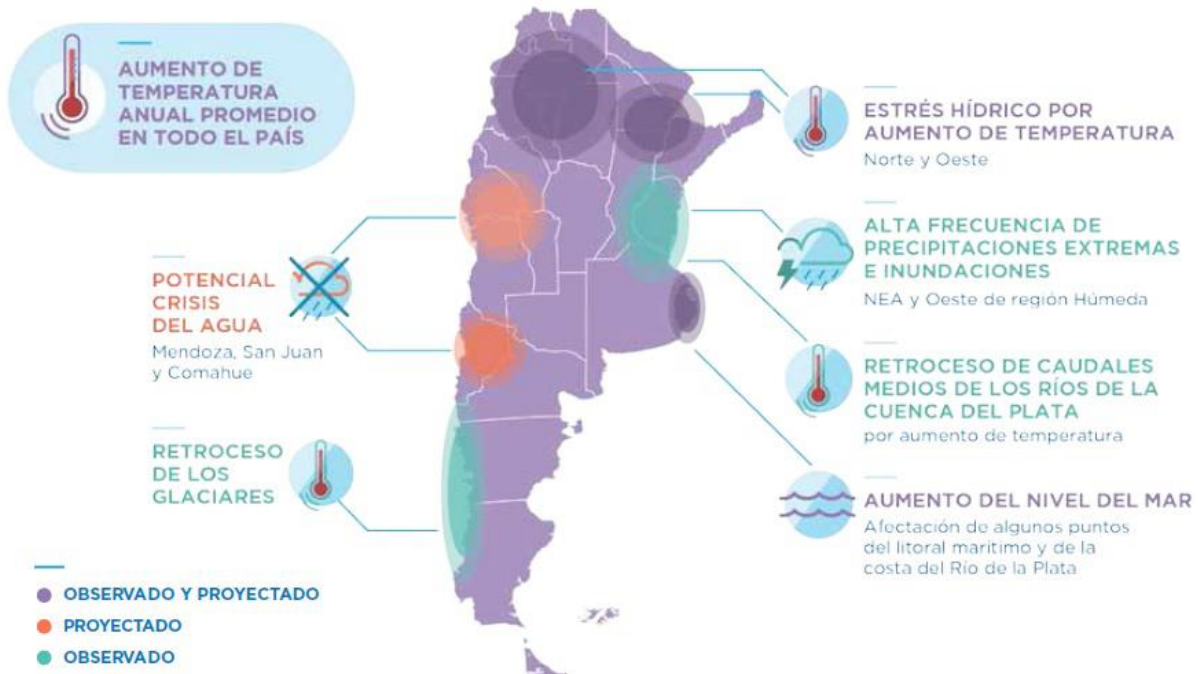 AUMENTO DE
TEMPERATURA
ANUAL PROMEDIO
EN TODO EL PAÍS
POTENCIAL
CRISIS
DEL AGUA
Mendoza, San Juan
y Comahue
RETROCESO
DE LOS
GLACIARES
OBSERVADO Y PROYECTADO
PROYECTADO
OBSERVADO
ESTRÉS HÍDRICO POR
AUMENTO DE TEMPERATURA
Norte y Oeste
ALTA FRECUENCIA DE
PRECIPITACIONES EXTREMAS
E INUNDACIONES
NEA y Oeste de región Húmeda
RETROCESO DE CAUDALES
MEDIOS DE LOS RÍOS DE LA
CUENCA DEL PLATA
por aumento de temperatura
AUMENTO DEL NIVEL DEL MAR
Afectación de algunos puntos
del litoral marítimo y de la
costa del Río de la Plata